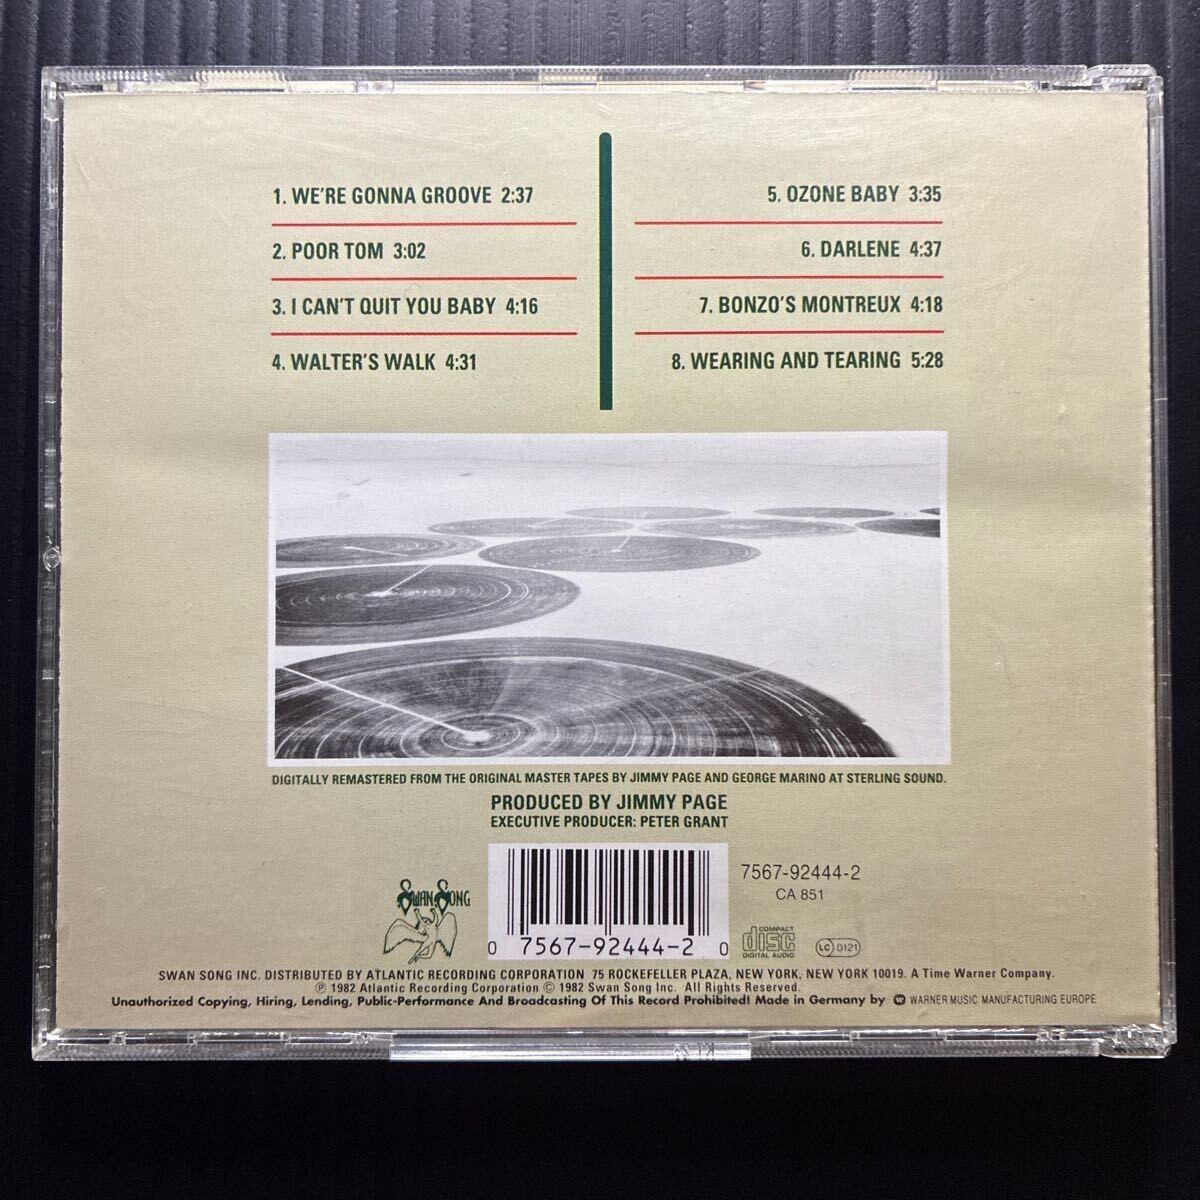 1. WE'RE GONNA GROOVE 2:37
2. POOR TOM 3:02
3. I CAN'T QUIT YOU BABY 4:16
4. WALTER'S WALK 4:31
5. OZONE BABY 3:35
6. DARLENE 4:37
7. BONZO'S MONTREUX 4:18
8. WEARING AND TEARING 5:28
DIGITALLY REMASTERED FROM THE ORIGINAL MASTER TAPES BY JIMMY PAGE AND GEORGE MARINO AT STERLING SOUND.
PRODUCED BY JIMMY PAGE
EXECUTIVE PRODUCER: PETER GRANT
SWAN SONG
0 7567-92444-2 0
7567-92444-2
CA 851
COMPACT
disc
DIGITAL AUDIO
LC 0121
SWAN SONG INC. DISTRIBUTED BY ATLANTIC RECORDING CORPORATION 75 ROCKEFELLER PLAZA, NEW YORK, NEW YORK 10019. A Time Warner Company.
℗ 1982 Atlantic Recording Corporation © 1982 Swan Song Inc. All Rights Reserved.
Unauthorized Copying, Hiring, Lending, Public-Performance And Broadcasting Of This Record Prohibited! Made in Germany by WARNER MUSIC MANUFACTURING EUROPE